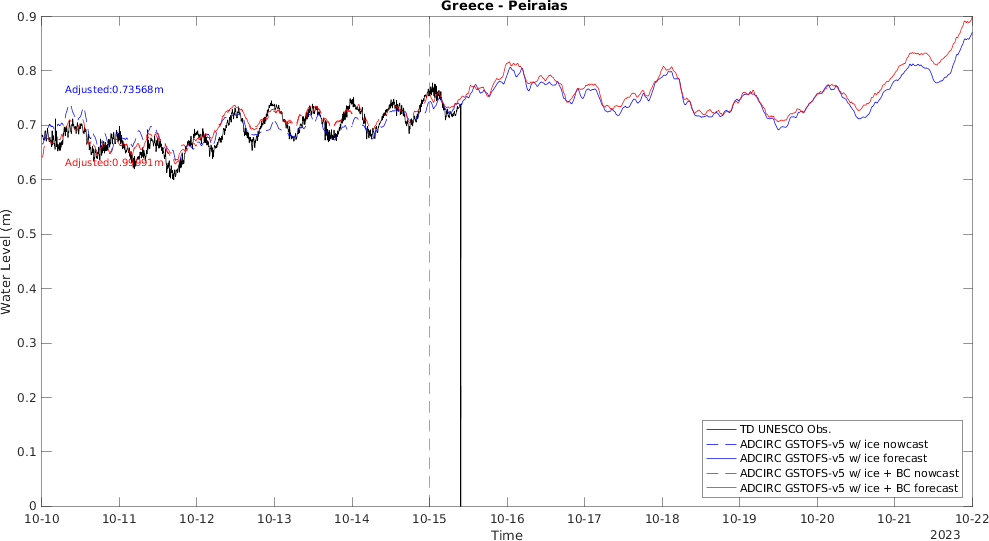 Greece - Peiraias
0.9
0.8
0.7
0.6
0.5
0.4
0.3
0.2
0.1
0
Water Level (m)
Adjusted:0.73568m
Adjusted:0.99991m
TD UNESCO Obs.
ADCIRC GSTOFS-v5 w/ ice nowcast
ADCIRC GSTOFS-v5 w/ ice forecast
ADCIRC GSTOFS-v5 w/ ice + BC nowcast
ADCIRC GSTOFS-v5 w/ ice + BC forecast
10-10 10-11 10-12 10-13 10-14 10-15 10-16 10-17 10-18 10-19 10-20 10-21 10-22
Time
2023